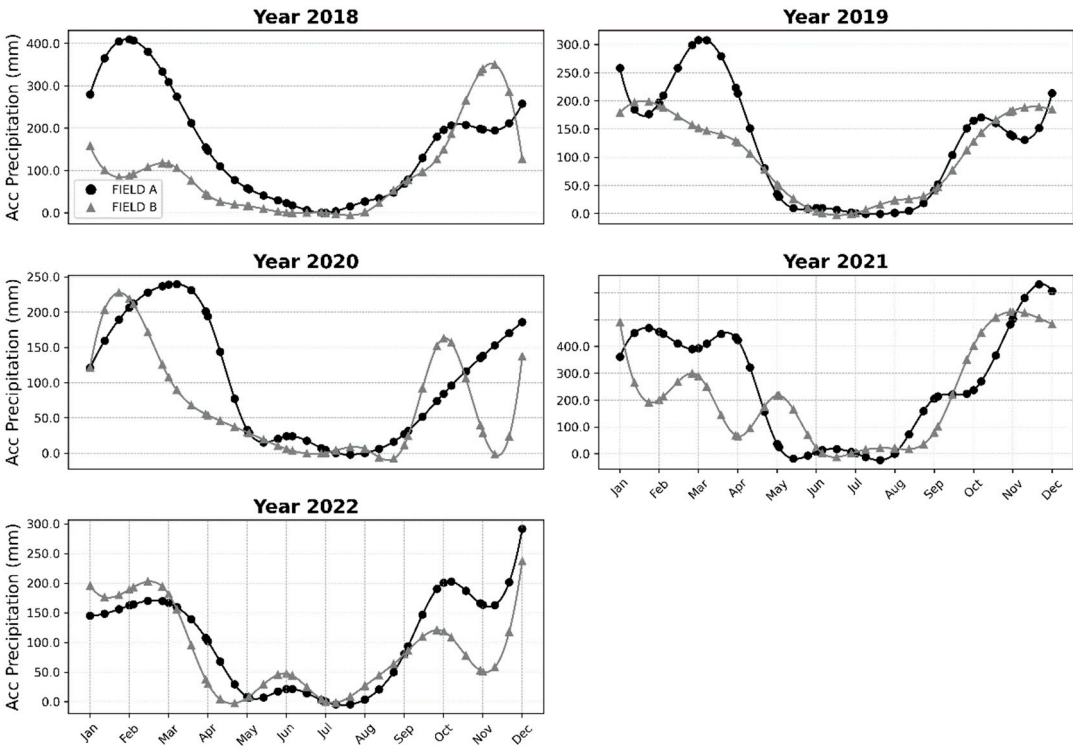 Year 2018
Acc Precipitation (mm)
400.0
300.0
200.0
100.0
0.0
FIELD A
FIELD B
Year 2019
300.0
250.0
200.0
150.0
100.0
50.0
0.0
Year 2020
Acc Precipitation (mm)
250.0
200.0
150.0
100.0
50.0
0.0
Year 2021
400.0
300.0
200.0
100.0
0.0
Jan Feb Mar Apr May Jun Jul Aug Sep Oct Nov Dec
Year 2022
Acc Precipitation (mm)
300.0
250.0
200.0
150.0
100.0
50.0
0.0
Jan Feb Mar Apr May Jun Jul Aug Sep Oct Nov Dec